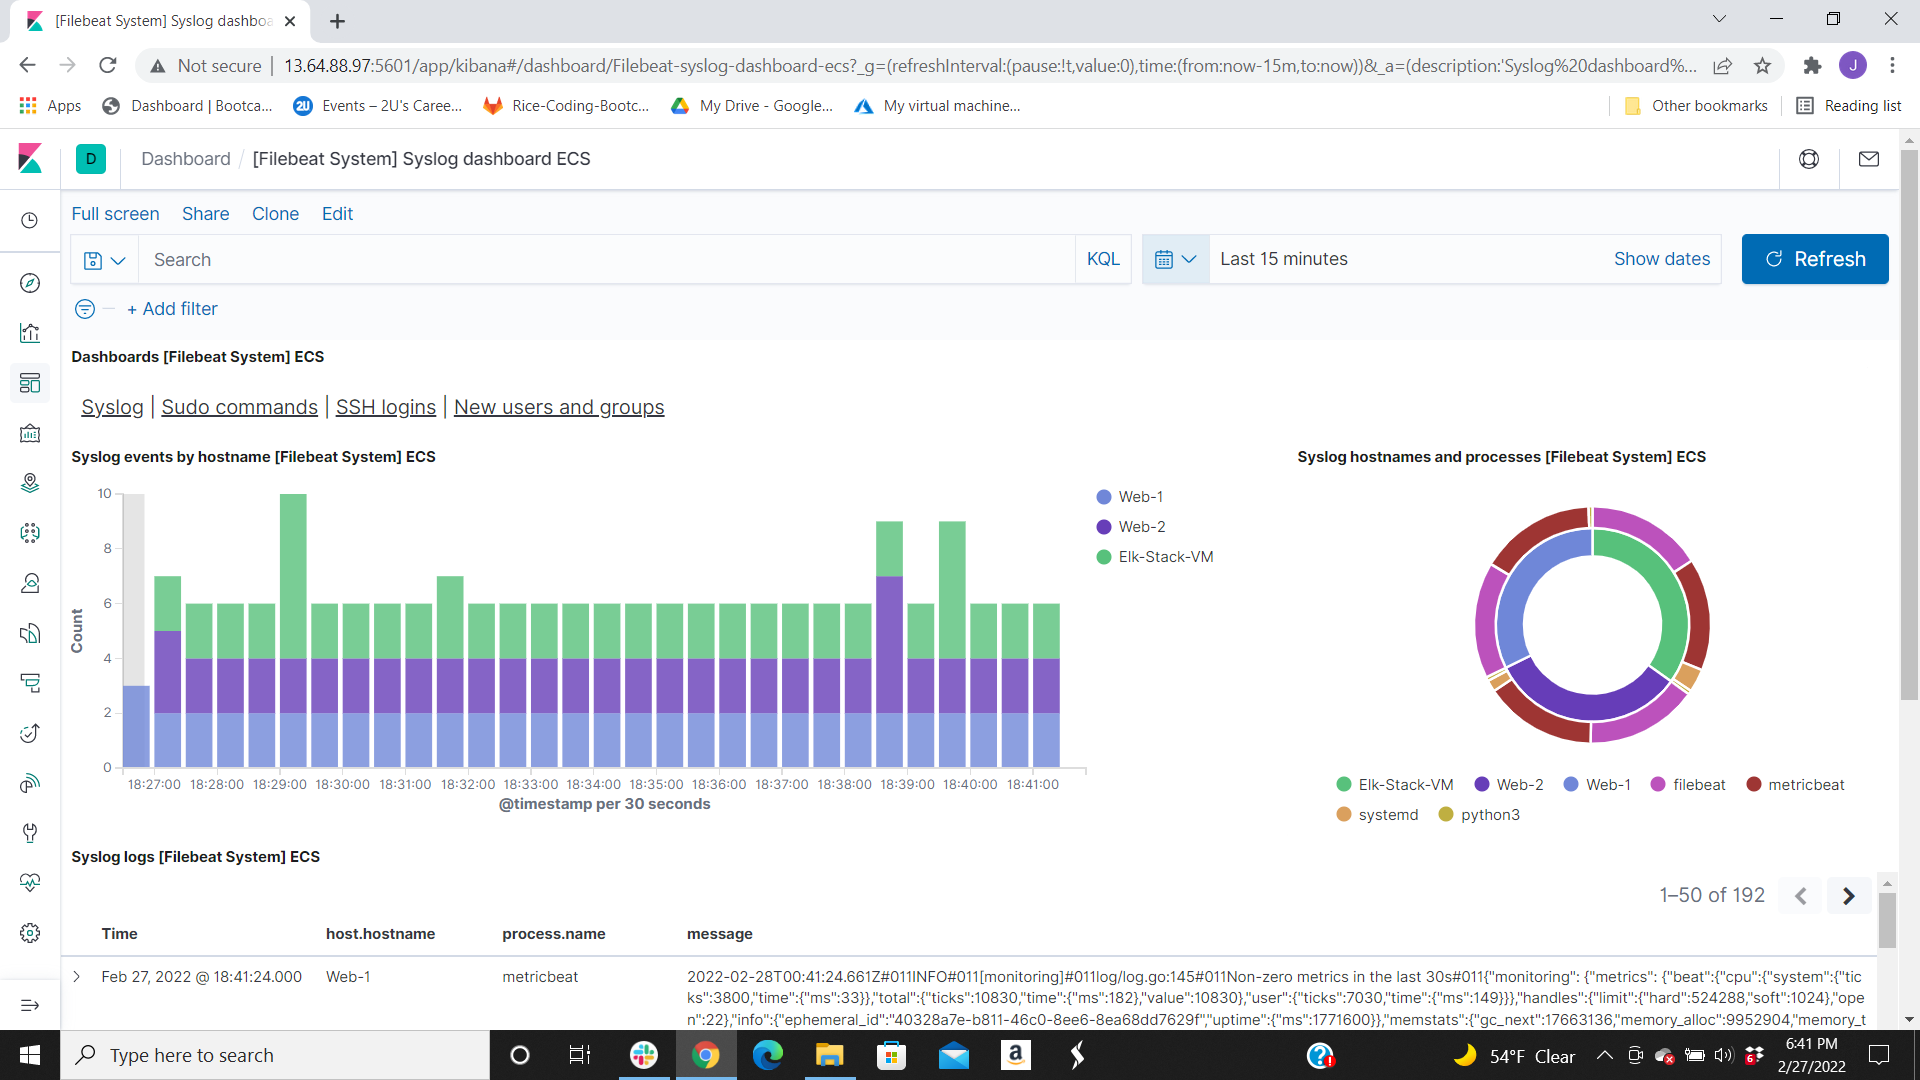 [Filebeat System] Syslog dashboa
Not secure | 13.64.88.97:5601/app/kibana#/dashboard/Filebeat-syslog-dashboard-ecs?_g=(refreshInterval:(pause:!t,value:0),time:(from:now-15m,to:now))&_a=(description:'Syslog%20dashboard%... J
Apps Dashboard | Bootca... 2U Events – 2U's Caree... Rice-Coding-Bootc... My Drive - Google... My virtual machine... Other bookmarks Reading list
D Dashboard / [Filebeat System] Syslog dashboard ECS
Full screen Share Clone Edit
Search KQL Last 15 minutes Show dates Refresh
+ Add filter
Dashboards [Filebeat System] ECS
Syslog | Sudo commands | SSH logins | New users and groups
Syslog events by hostname [Filebeat System] ECS
10
8
6
4
2
0
Count
18:27:00 18:28:00 18:29:00 18:30:00 18:31:00 18:32:00 18:33:00 18:34:00 18:35:00 18:36:00 18:37:00 18:38:00 18:39:00 18:40:00 18:41:00
@timestamp per 30 seconds
Web-1
Web-2
Elk-Stack-VM
Syslog hostnames and processes [Filebeat System] ECS
Elk-Stack-VM Web-2 Web-1 filebeat metricbeat
systemd python3
Syslog logs [Filebeat System] ECS
1–50 of 192
Time host.hostname process.name message
Feb 27, 2022 @ 18:41:24.000 Web-1 metricbeat 2022-02-28T00:41:24.661Z#011INFO#011[monitoring]#011log/log.go:145#011Non-zero metrics in the last 30s#011{"monitoring": {"metrics": {"beat":{"cpu":{"system":{"tic
ks":3800,"time":{"ms":33}},"total":{"ticks":10830,"time":{"ms":182},"value":10830},"user":{"ticks":7030,"time":{"ms":149}}},"handles":{"limit":{"hard":524288,"soft":1024},"ope
n":22},"info":{"ephemeral_id":"40328a7e-b811-46c0-8ee6-8ea68dd7629f","uptime":{"ms":1771600}},"memstats":{"gc_next":17663136,"memory_alloc":9952904,"memory_t
Type here to search a 54°F Clear 6 6:41 PM
2/27/2022